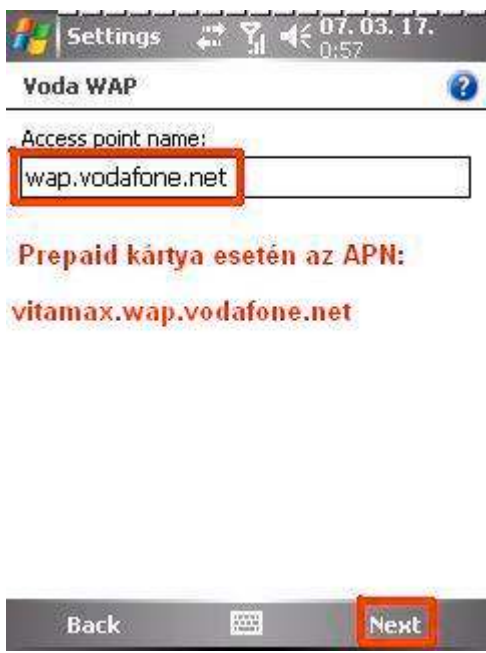 Settings 07. 03. 17.
0:57
Voda WAP
Access point name:
wap.vodafone.net
Prepaid kártya esetén az APN:
vitamax.wap.vodafone.net
Back Next